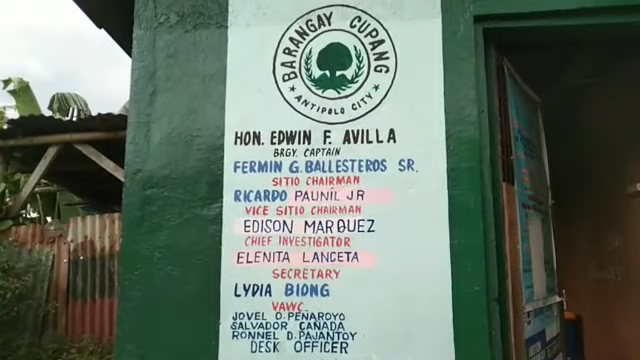 BARANGAY CUPANG
★ ANTIPOLO CITY ★
HON. EDWIN F. AVILLA
BRGY. CAPTAIN
FERMIN G. BALLESTEROS SR.
SITIO CHAIRMAN
RICARDO PAUNIL JR
VICE SITIO CHAIRMAN
EDISON MARQUEZ
CHIEF INVESTIGATOR
ELENITA LANCETA
SECRETARY
LYDIA BIONG
VAWC.
JOVEL D. PEÑAROYO
SALVADOR CAÑADA
RONNEL D. PAJANTOY
DESK OFFICER